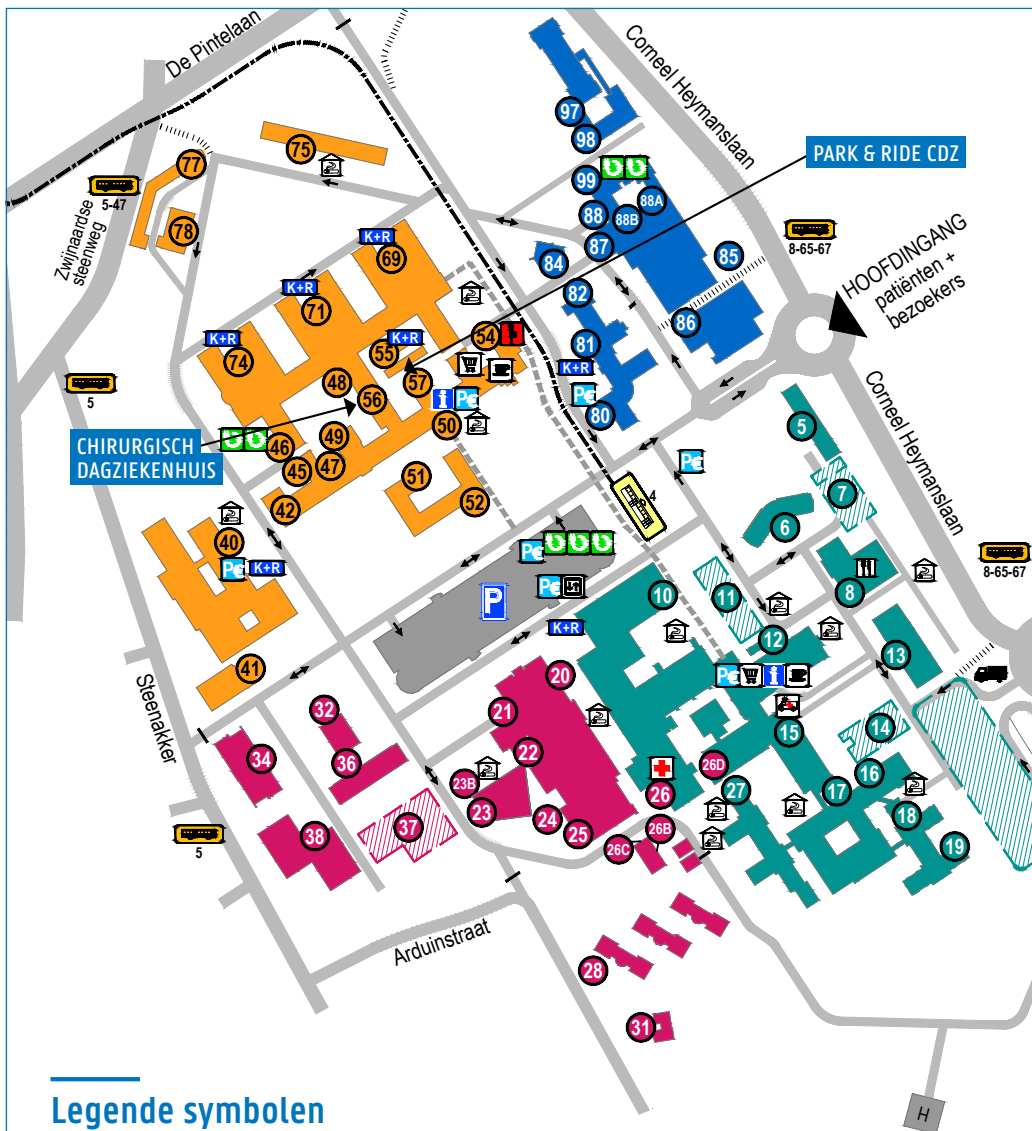 De Pintelaan
Corneel Heymanslaan
97
98
75
77
PARK & RIDE CDZ
99
88A
88
88B
5-47
Zwijnaardse
steenweg
78
K+R
69
87
85
8-65-67
HOOFDINGANG
patiënten +
bezoekers
84
82
K+R
71
86
K+R
74
54
K+R
55
81
K+R
57
48
56
5
i
P€
P€
80
5
Corneel Heymanslaan
CHIRURGISCH
DAGZIEKENHUIS
50
49
46
45
47
P€
51
7
4
42
52
6
40
P€
P€
K+R
8-65-67
P€
P
8
10
11
K+R
12
13
41
20
P€
i
Steenakker
32
21
14
15
34
22
26D
16
36
23B
26
27
17
23
24
18
37
25
26B
38
26C
19
5
Arduinstraat
28
31
Legende symbolen
H